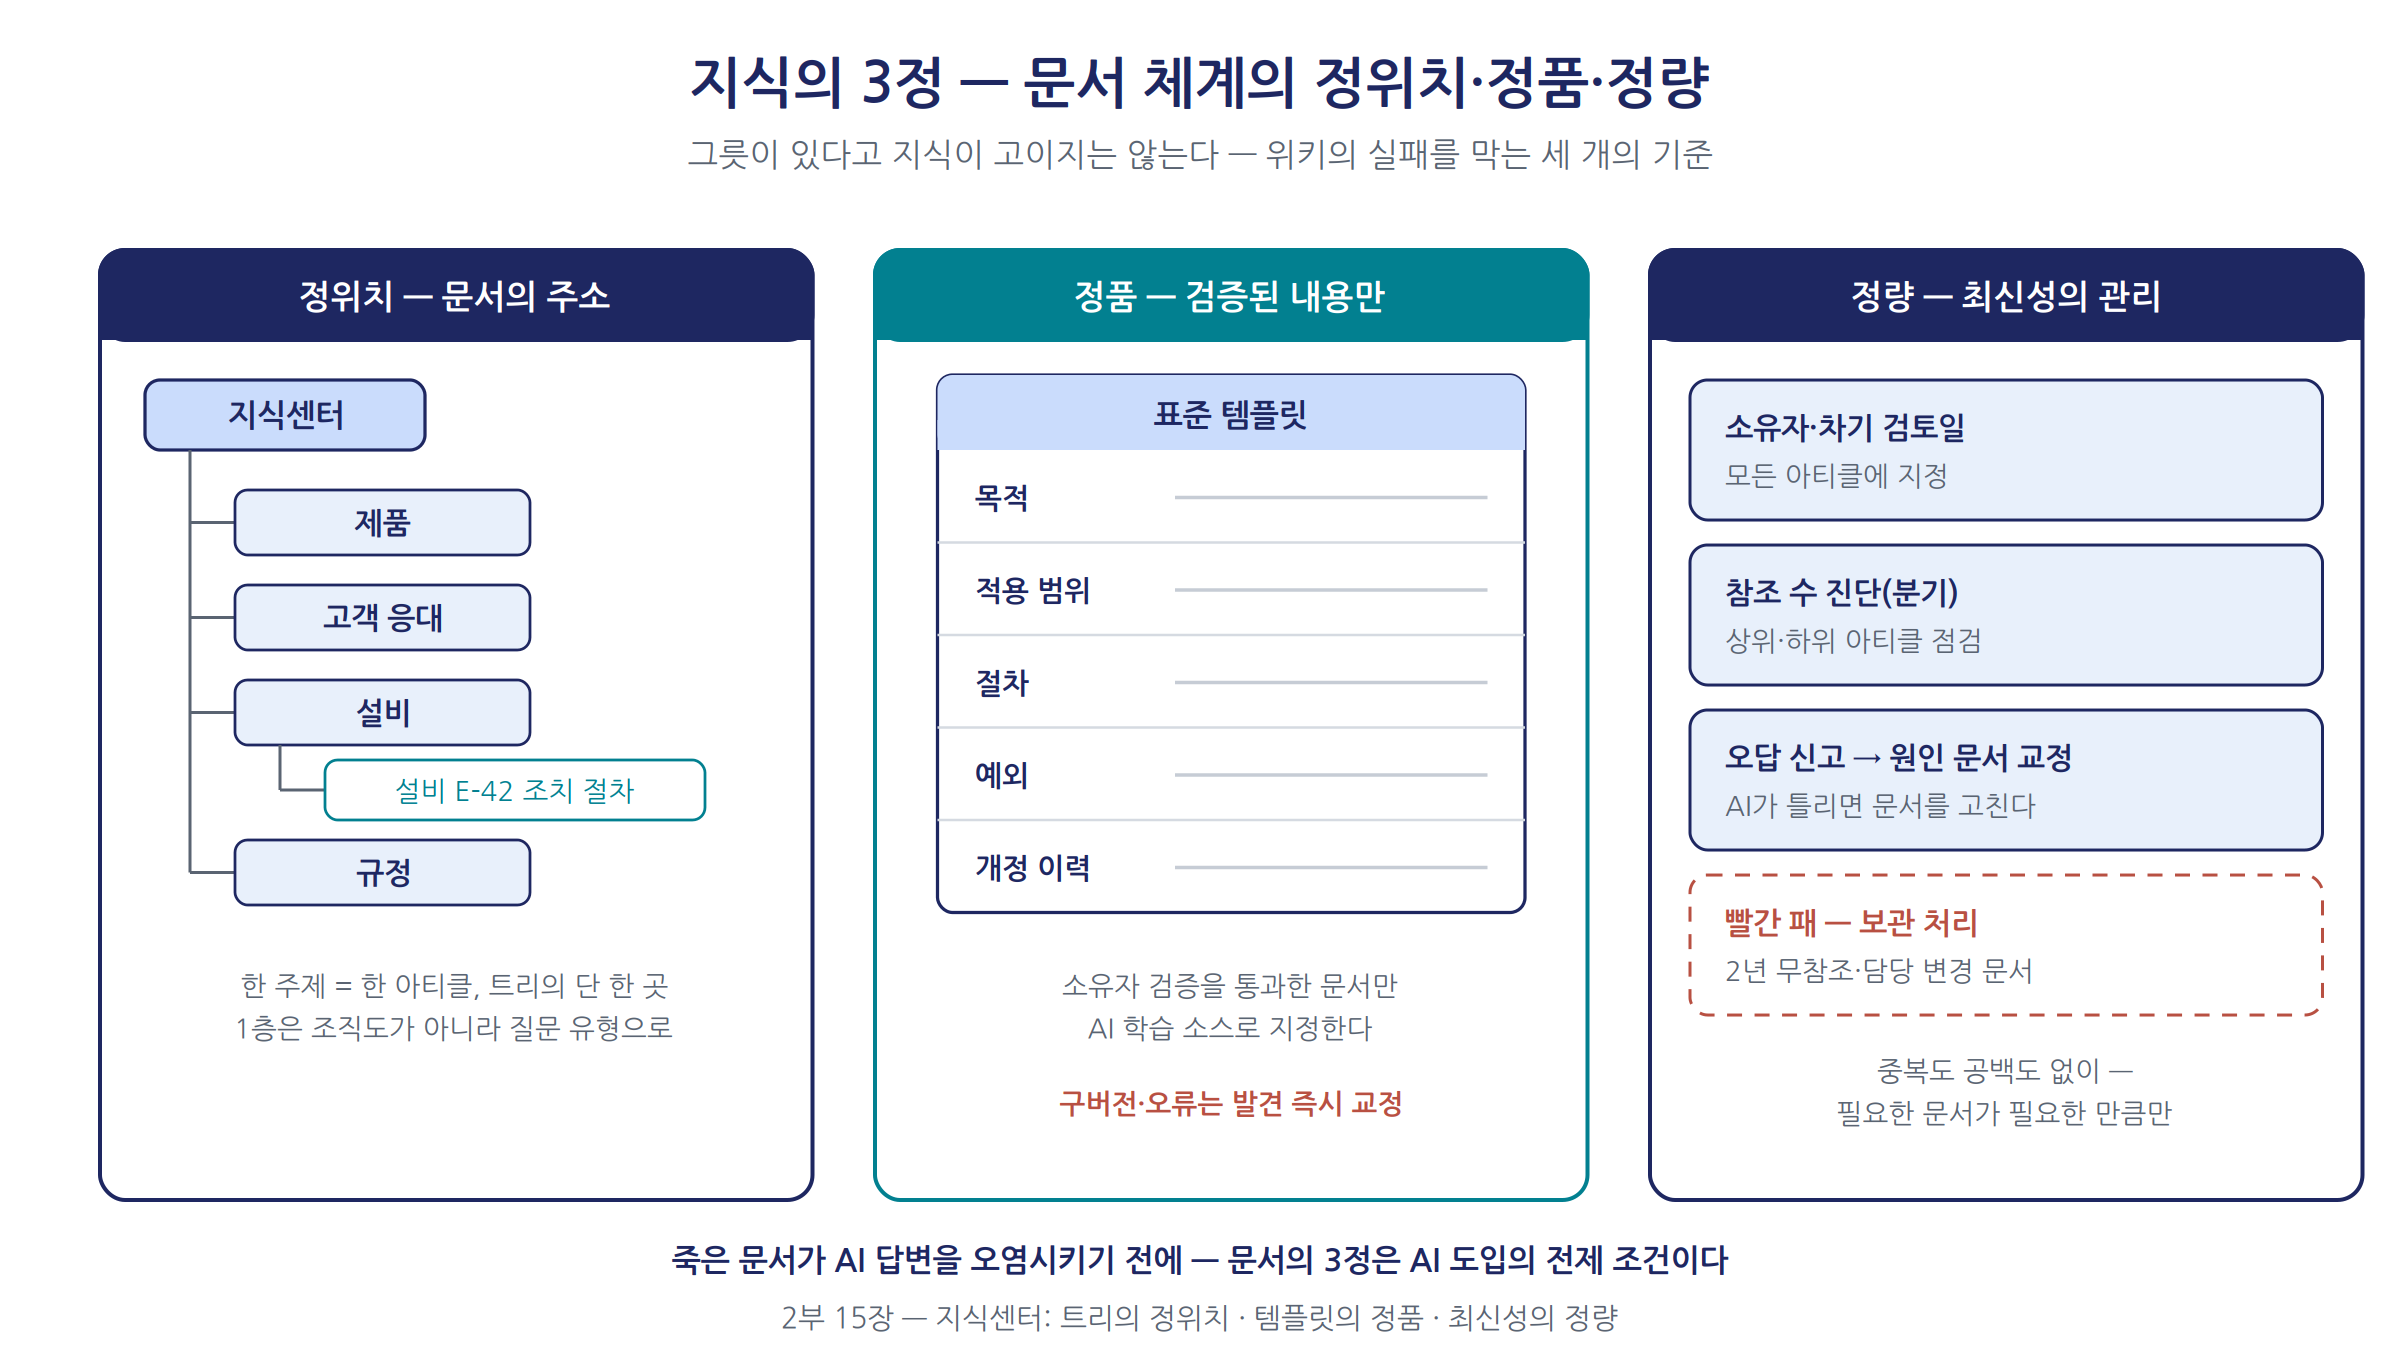 지식의 3정 — 문서 체계의 정위치·정품·정량
그릇이 있다고 지식이 고이지는 않는다 — 위키의 실패를 막는 세 개의 기준
정위치 — 문서의 주소
지식센터
제품
고객 응대
설비
설비 E-42 조치 절차
규정
한 주제 = 한 아티클, 트리의 단 한 곳
1층은 조직도가 아니라 질문 유형으로
정품 — 검증된 내용만
표준 템플릿
목적
적용 범위
절차
예외
개정 이력
소유자 검증을 통과한 문서만
AI 학습 소스로 지정한다
구버전·오류는 발견 즉시 교정
정량 — 최신성의 관리
소유자·차기 검토일
모든 아티클에 지정
참조 수 진단(분기)
상위·하위 아티클 점검
오답 신고 → 원인 문서 교정
AI가 틀리면 문서를 고친다
빨간 패 — 보관 처리
2년 무참조·담당 변경 문서
중복도 공백도 없이 —
필요한 문서가 필요한 만큼만
죽은 문서가 AI 답변을 오염시키기 전에 — 문서의 3정은 AI 도입의 전제 조건이다
2부 15장 — 지식센터: 트리의 정위치 · 템플릿의 정품 · 최신성의 정량